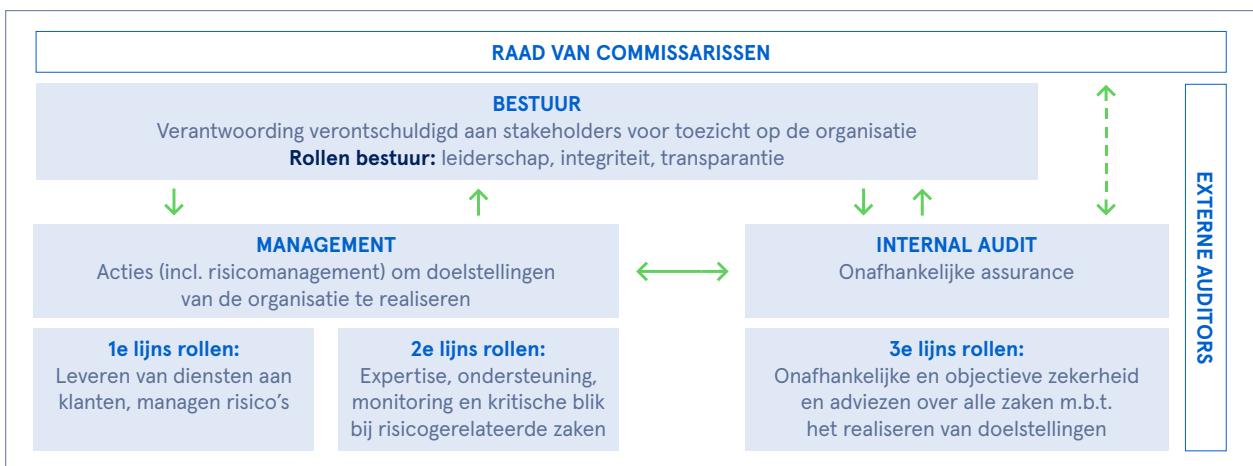 RAAD VAN COMMISSARISSEN
BESTUUR
Verantwoording verontschuldigd aan stakeholders voor toezicht op de organisatie
Rollen bestuur: leiderschap, integriteit, transparantie
MANAGEMENT
Acties (incl. risicomanagement) om doelstellingen
van de organisatie te realiseren
INTERNAL AUDIT
Onafhankelijke assurance
1e lijns rollen:
Leveren van diensten aan
klanten, managen risico's
2e lijns rollen:
Expertise, ondersteuning,
monitoring en kritische blik
bij risicogerelateerde zaken
3e lijns rollen:
Onafhankelijke en objectieve zekerheid
en adviezen over alle zaken m.b.t.
het realiseren van doelstellingen
EXTERNE AUDITORS